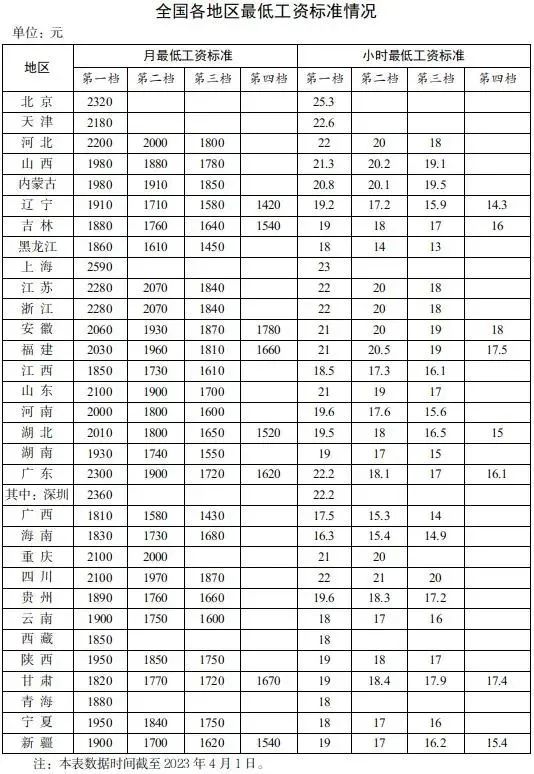 全国各地区最低工资标准情况
单位：元
地区 月最低工资标准 小时最低工资标准
第一档 第二档 第三档 第四档 第一档 第二档 第三档 第四档
北 京 2320 25.3
天 津 2180 22.6
河 北 2200 2000 1800 22 20 18
山 西 1980 1880 1780 21.3 20.2 19.1
内蒙古 1980 1910 1850 20.8 20.1 19.5
辽 宁 1910 1710 1580 1420 19.2 17.2 15.9 14.3
吉 林 1880 1760 1640 1540 19 18 17 16
黑龙江 1860 1610 1450 18 14 13
上 海 2590 23
江 苏 2280 2070 1840 22 20 18
浙 江 2280 2070 1840 22 20 18
安 徽 2060 1930 1870 1780 21 20 19 18
福 建 2030 1960 1810 1660 21 20.5 19 17.5
江 西 1850 1730 1610 18.5 17.3 16.1
山 东 2100 1900 1700 21 19 17
河 南 2000 1800 1600 19.6 17.6 15.6
湖 北 2010 1800 1650 1520 19.5 18 16.5 15
湖 南 1930 1740 1550 19 17 15
广 东 2300 1900 1720 1620 22.2 18.1 17 16.1
其中：深圳 2360 22.2
广 西 1810 1580 1430 17.5 15.3 14
海 南 1830 1730 1680 16.3 15.4 14.9
重 庆 2100 2000 21 20
四 川 2100 1970 1870 22 21 20
贵 州 1890 1760 1660 19.6 18.3 17.2
云 南 1900 1750 1600 18 17 16
西 藏 1850 18
陕 西 1950 1850 1750 19 18 17
甘 肃 1820 1770 1720 1670 19 18.4 17.9 17.4
青 海 1880 18
宁 夏 1950 1840 1750 18 17 16
新 疆 1900 1700 1620 1540 19 17 16.2 15.4
注：本表数据时间截至 2023 年 4 月 1 日。